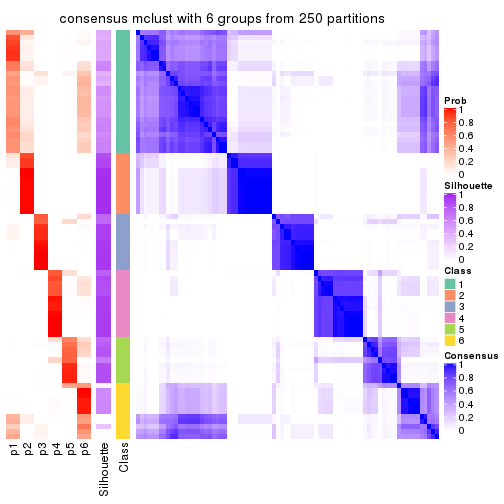 consensus mclust with 6 groups from 250 partitions
Prob
1
0.8
0.6
0.4
0.2
0
Silhouette
1
0.8
0.6
0.4
0.2
0
Class
1
2
3
4
5
6
Consensus
1
0.8
0.6
0.4
0.2
0
p1
p2
p3
p4
p5
p6
Silhouette
Class